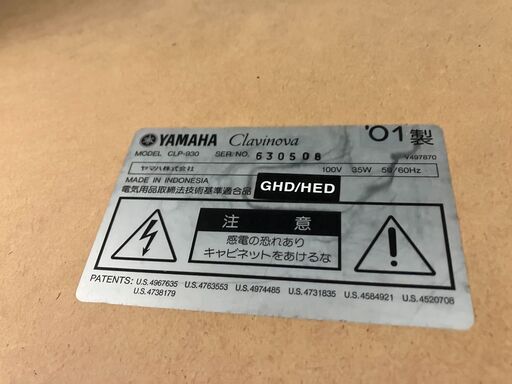 YAMAHA Clavinova '01製
MODEL CLP-930 SER/NO. 630508 V497870
ヤマハ株式会社 100V 35W 50/60Hz
MADE IN INDONESIA
電気用品取締法技術基準適合品 GHD/HED
注意
感電の恐れあり
キャビネットをあけるな
PATENTS: U.S.4967635 U.S.4763553 U.S.4974485 U.S.4731835 U.S.4584921 U.S.4520708
U.S.4738179